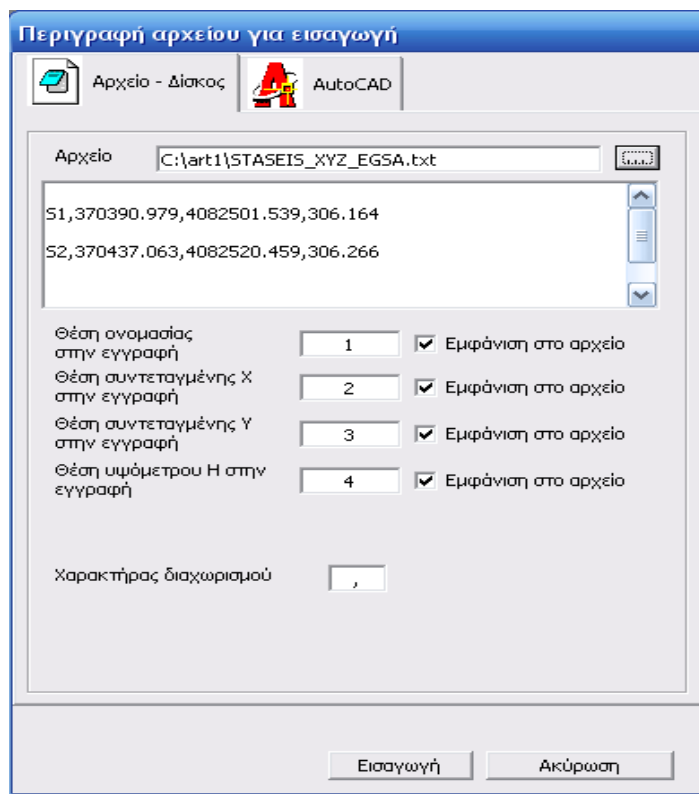 Περιγραφή αρχείου για εισαγωγή
Αρχείο - Δίσκος
AutoCAD
Αρχείο
C:\art1\STASEIS_XYZ_EGSA.txt
S1,370390.979,4082501.539,306.164
S2,370437.063,4082520.459,306.266
Θέση ονομασίας
στην εγγραφή
1
Εμφάνιση στο αρχείο
Θέση συντεταγμένης X
στην εγγραφή
2
Εμφάνιση στο αρχείο
Θέση συντεταγμένης Y
στην εγγραφή
3
Εμφάνιση στο αρχείο
Θέση υψόμετρου Η στην
εγγραφή
4
Εμφάνιση στο αρχείο
Χαρακτήρας διαχωρισμού
,
Εισαγωγή
Ακύρωση